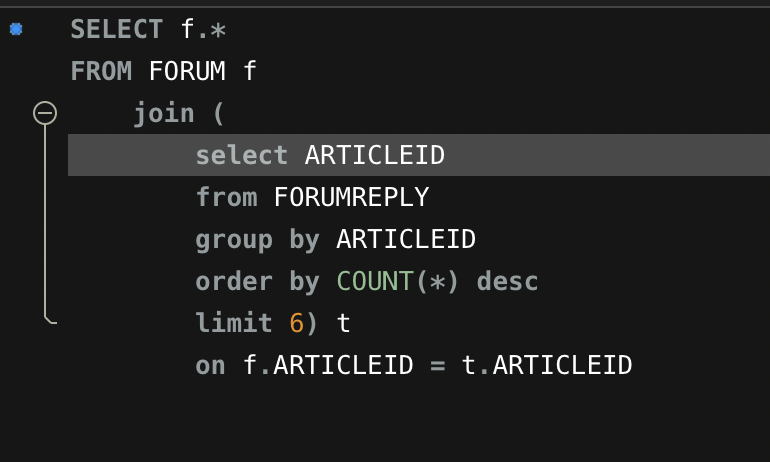 SELECT f.*
FROM FORUM f
    join (
        select ARTICLEID
        from FORUMREPLY
        group by ARTICLEID
        order by COUNT(*) desc
        limit 6) t
        on f.ARTICLEID = t.ARTICLEID